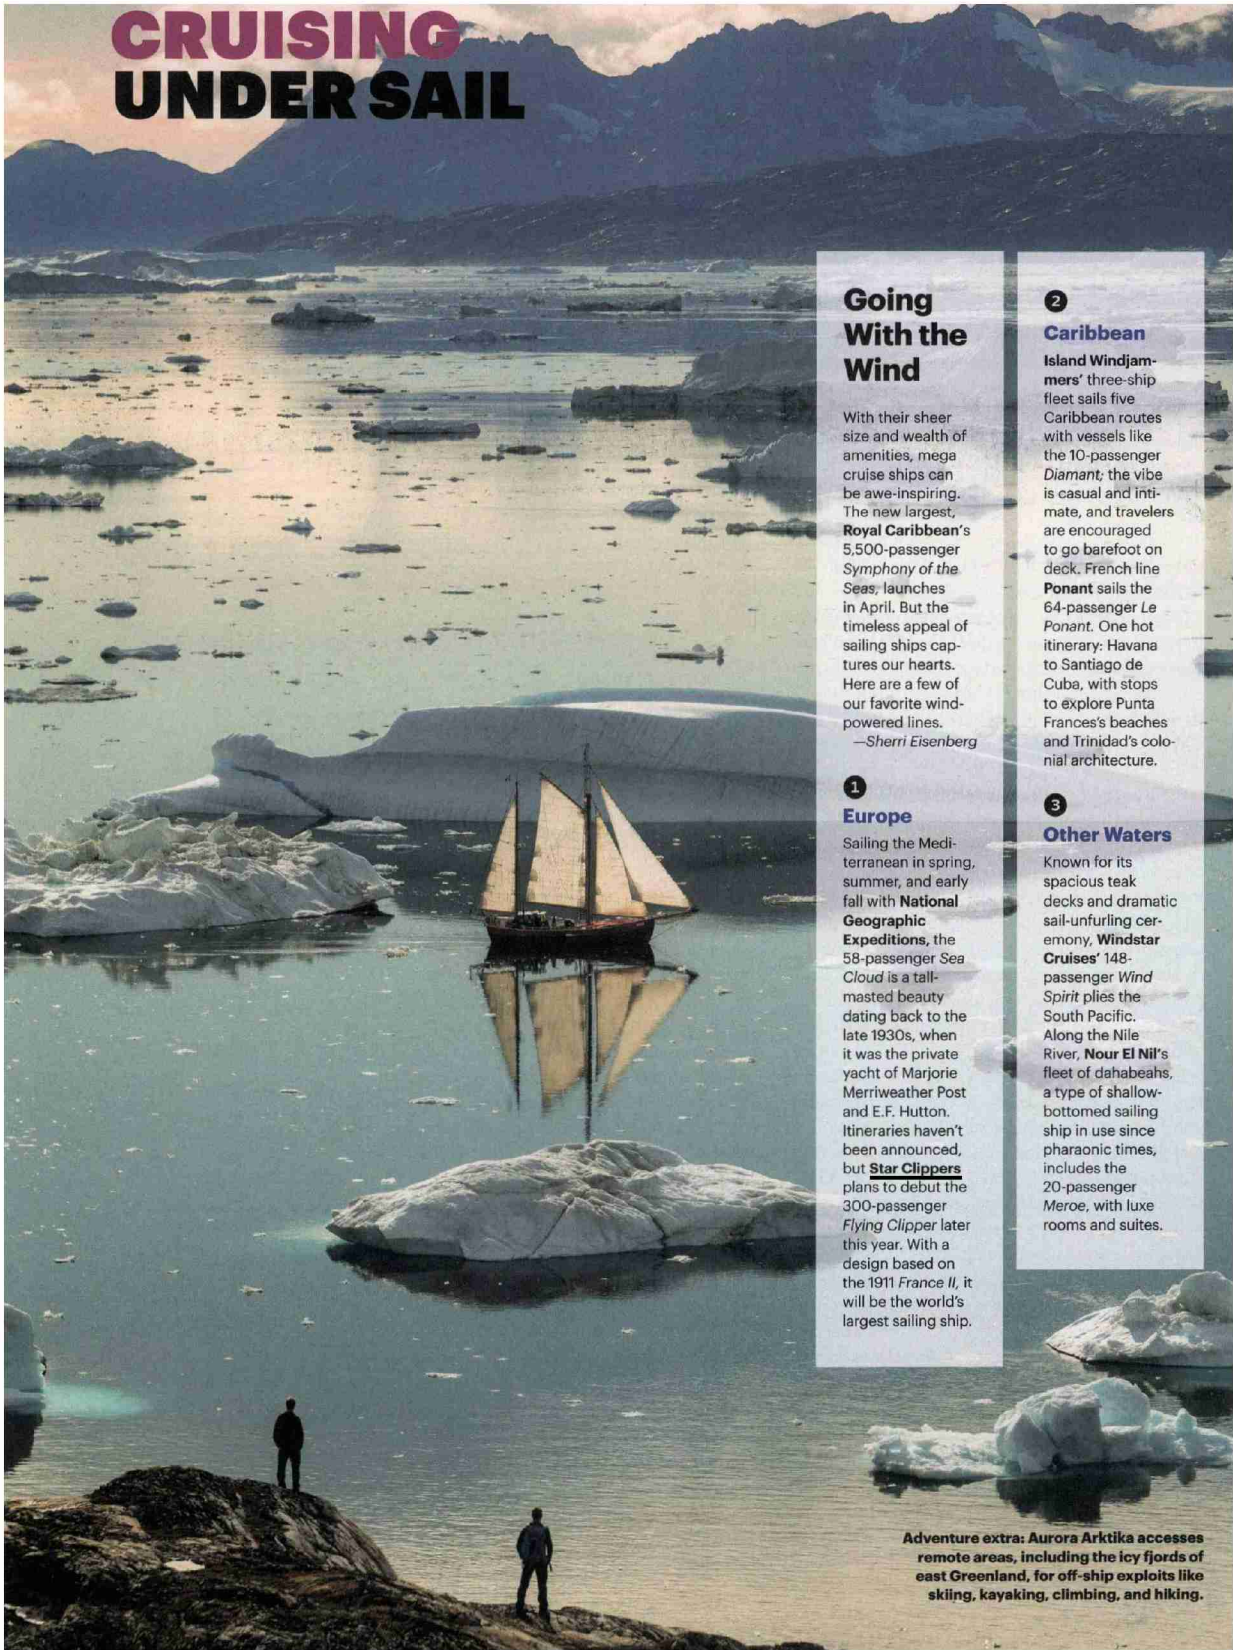 CRUISING
UNDER SAIL
Going
With the
Wind
With their sheer
size and wealth of
amenities, mega
cruise ships can
be awe-inspiring.
The new largest,
Royal Caribbean's
5,500-passenger
Symphony of the
Seas, launches
in April. But the
timeless appeal of
sailing ships cap-
tures our hearts.
Here are a few of
our favorite wind-
powered lines.
—Sherri Eisenberg
1
Europe
Sailing the Medi-
terranean in spring,
summer, and early
fall with National
Geographic
Expeditions, the
58-passenger Sea
Cloud is a tall-
masted beauty
dating back to the
late 1930s, when
it was the private
yacht of Marjorie
Merriweather Post
and E.F. Hutton.
Itineraries haven't
been announced,
but Star Clippers
plans to debut the
300-passenger
Flying Clipper later
this year. With a
design based on
the 1911 France II, it
will be the world's
largest sailing ship.
2
Caribbean
Island Windjam-
mers' three-ship
fleet sails five
Caribbean routes
with vessels like
the 10-passenger
Diamant; the vibe
is casual and inti-
mate, and travelers
are encouraged
to go barefoot on
deck. French line
Ponant sails the
64-passenger Le
Ponant. One hot
itinerary: Havana
to Santiago de
Cuba, with stops
to explore Punta
Frances's beaches
and Trinidad's colo-
nial architecture.
3
Other Waters
Known for its
spacious teak
decks and dramatic
sail-unfurling cer-
emony, Windstar
Cruises' 148-
passenger Wind
Spirit plies the
South Pacific.
Along the Nile
River, Nour El Nil's
fleet of dahabeahs,
a type of shallow-
bottomed sailing
ship in use since
pharaonic times,
includes the
20-passenger
Meroe, with luxe
rooms and suites.
Adventure extra: Aurora Arktika accesses
remote areas, including the icy fjords of
east Greenland, for off-ship exploits like
skiing, kayaking, climbing, and hiking.